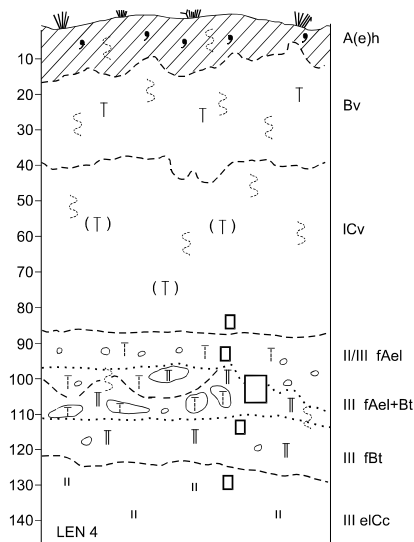 A(e)h
10
20
Bv
30
40
50
(T) (T)
ICv
60
70
(T)
80
90
II/III fAel
100
III fAel+Bt
110
120
III fBt
130
140
III elCc
LEN 4